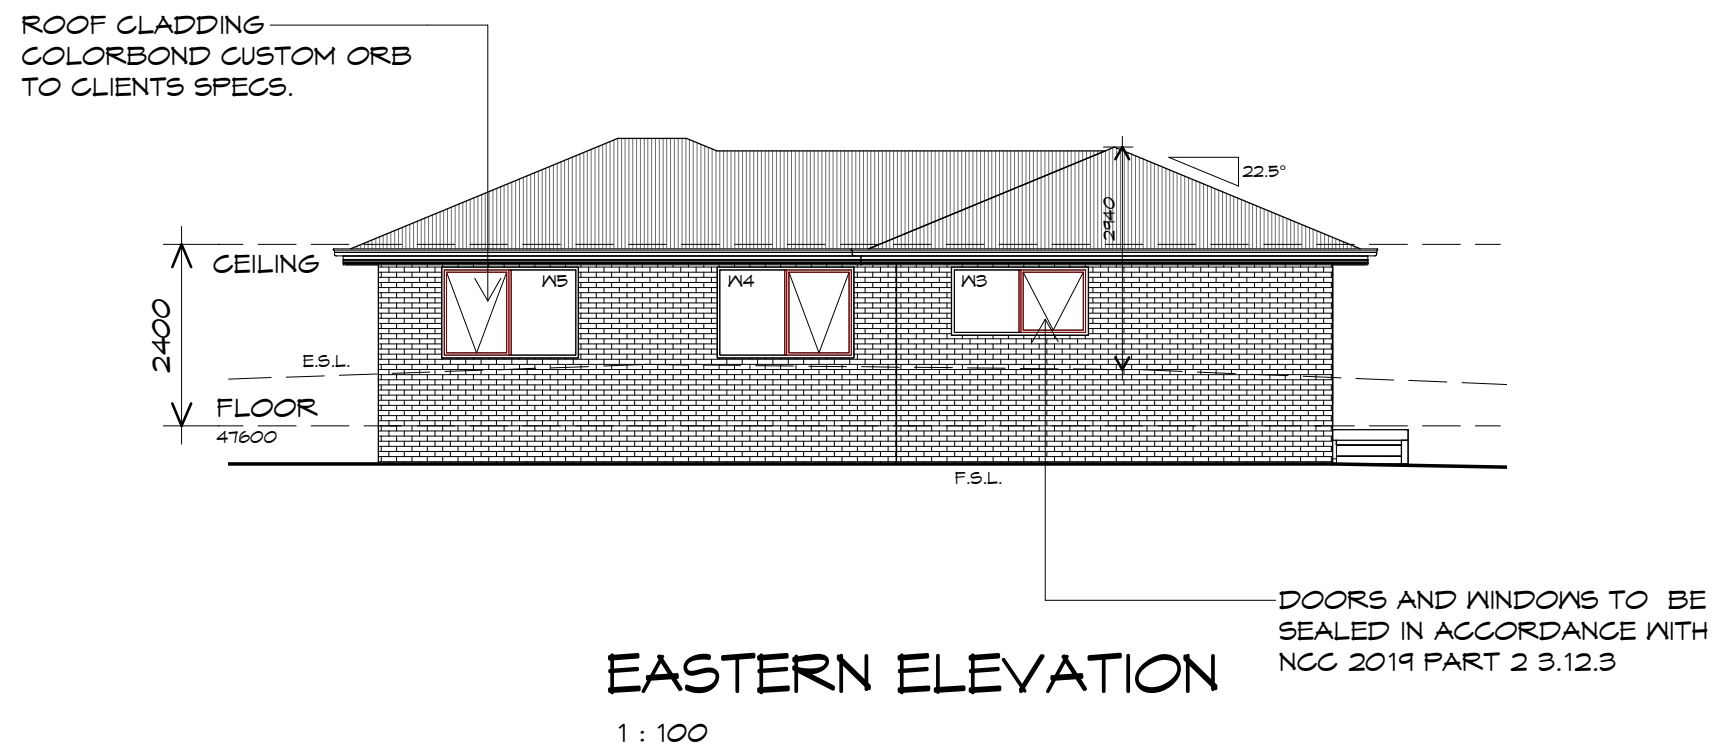 ROOF CLADDING
COLORBOND CUSTOM ORB
TO CLIENTS SPECS.
22.5°
2940
CEILING
W5
W4
W3
2400
E.S.L.
FLOOR
47600
F.S.L.
DOORS AND WINDOWS TO BE
SEALED IN ACCORDANCE WITH
NCC 2019 PART 2 3.12.3
EASTERN ELEVATION
1 : 100